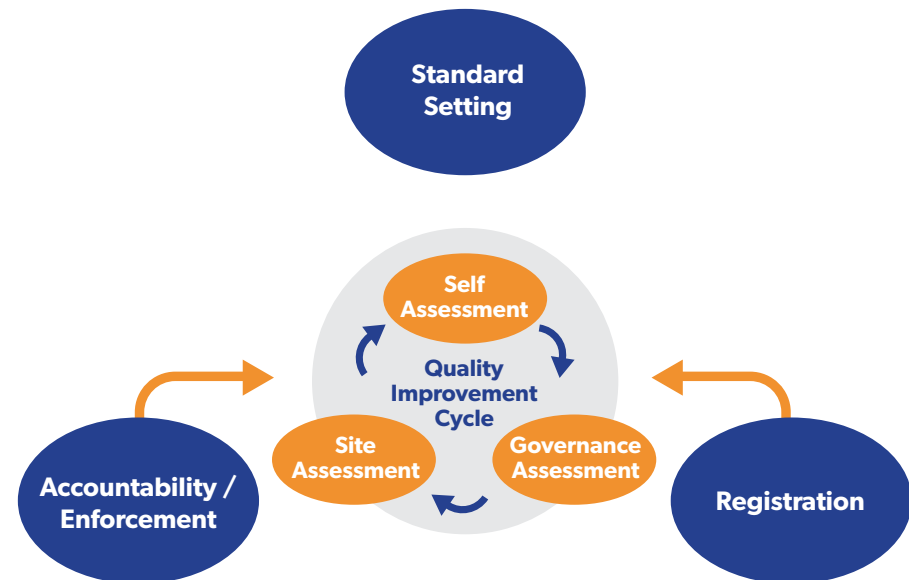 Standard
Setting
Self
Assessment
Quality
Improvement
Cycle
Site
Assessment
Governance
Assessment
Accountability /
Enforcement
Registration